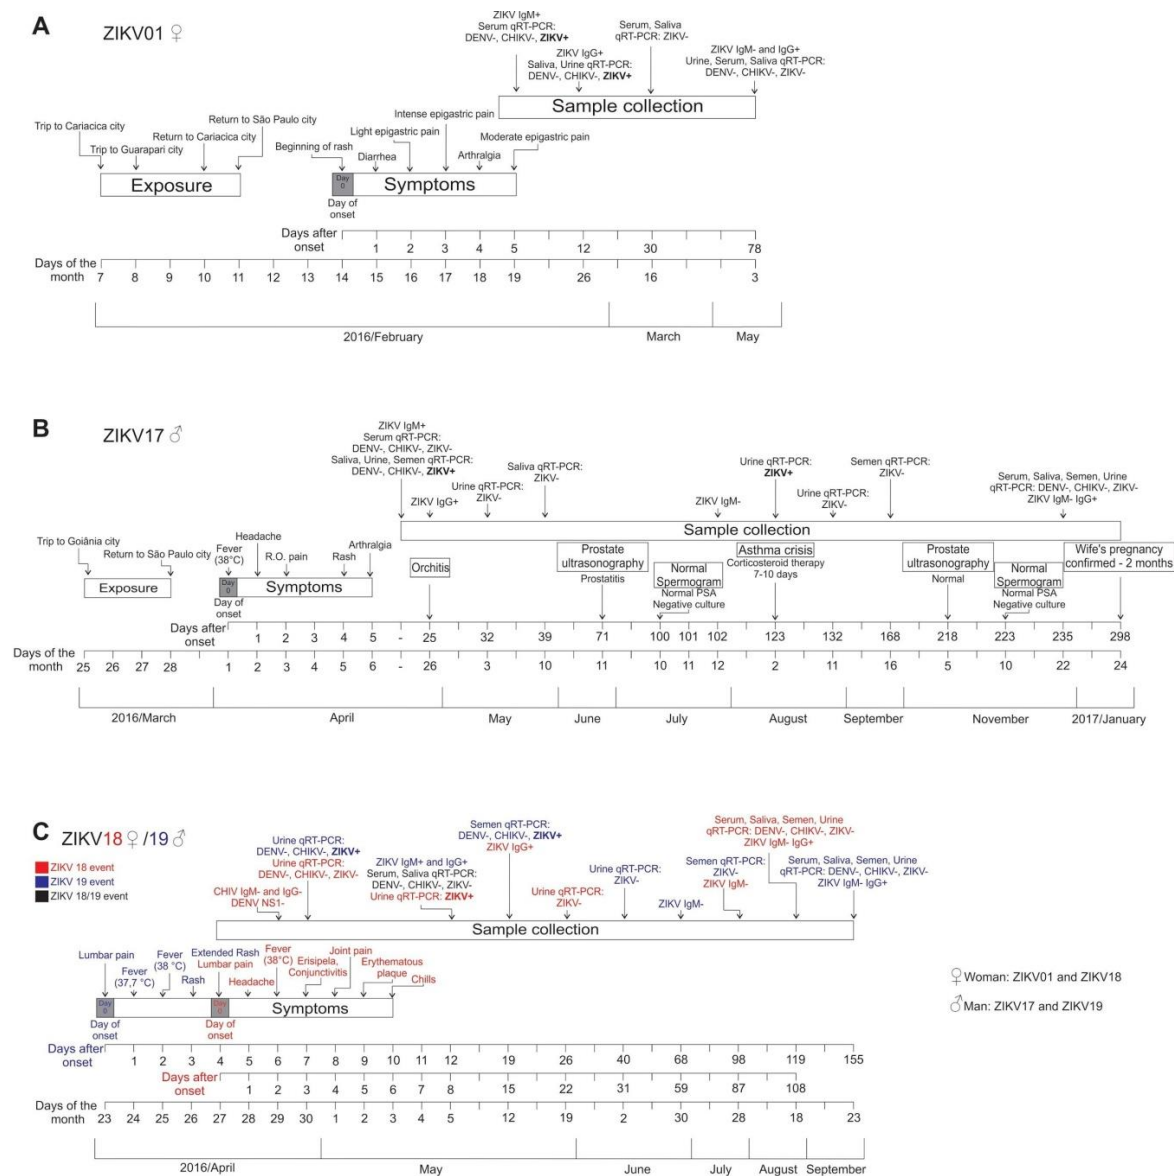 A
ZIKV01 ♀
ZIKV IgM+
Serum qRT-PCR:
DENV-, CHIKV-, ZIKV+
ZIKV IgG+
Saliva, Urine qRT-PCR:
DENV-, CHIKV-, ZIKV+
Serum, Saliva
qRT-PCR: ZIKV-
ZIKV IgM- and IgG+
Urine, Serum, Saliva qRT-PCR:
DENV-, CHIKV-, ZIKV-
Sample collection
Trip to Cariacica city
Trip to Guarapari city
Return to Cariacica city
Return to São Paulo city
Exposure
Beginning of rash
Diarrhea
Light epigastric pain
Intense epigastric pain
Arthralgia
Moderate epigastric pain
Day 0
Symptoms
Day of
onset
Days after
onset
1 2 3 4 5 12 30 78
Days of the
month
7 8 9 10 11 12 13 14 15 16 17 18 19 26 16 3
2016/February March May
B
ZIKV17 ♂
ZIKV IgM+
Serum qRT-PCR:
DENV-, CHIKV-, ZIKV-
Saliva, Urine, Semen qRT-PCR:
DENV-, CHIKV-, ZIKV+
ZIKV IgG+
Urine qRT-PCR:
ZIKV-
Saliva qRT-PCR:
ZIKV-
ZIKV IgM-
Urine qRT-PCR:
ZIKV+
Urine qRT-PCR:
ZIKV-
Semen qRT-PCR:
ZIKV-
Serum, Saliva, Semen, Urine
qRT-PCR: DENV-, CHIKV-, ZIKV-
ZIKV IgM- IgG+
Sample collection
Trip to Goiânia city
Return to São Paulo city
Exposure
Fever
(38°C)
Headache
R.O. pain
Rash
Arthralgia
Day 0
Symptoms
Day of
onset
Orchitis
Prostate
ultrasonography
Prostatitis
Normal
Spermogram
Normal PSA
Negative culture
Asthma crisis
Corticosteroid therapy
7-10 days
Prostate
ultrasonography
Normal
Normal
Spermogram
Normal PSA
Negative culture
Wife's pregnancy
confirmed - 2 months
Days after
onset
1 2 3 4 5 - 25 32 39 71 100 101 102 123 132 168 218 223 235 298
Days of the
month
25 26 27 28 1 2 3 4 5 6 - 26 3 10 11 10 11 12 2 11 16 5 10 22 24
2016/March April May June July August September November 2017/January
C
ZIKV18 ♀ /19 ♂
ZIKV 18 event
ZIKV 19 event
ZIKV 18/19 event
CHIV IgM- and IgG-
DENV NS1-
Urine qRT-PCR:
DENV-, CHIKV-, ZIKV+
Urine qRT-PCR:
DENV-, CHIKV-, ZIKV-
ZIKV IgM+ and IgG+
Serum, Saliva qRT-PCR:
DENV-, CHIKV-, ZIKV-
Urine qRT-PCR: ZIKV+
Semen qRT-PCR:
DENV-, CHIKV-, ZIKV+
ZIKV IgG+
Urine qRT-PCR:
ZIKV-
Urine qRT-PCR:
ZIKV-
ZIKV IgM-
Semen qRT-PCR:
ZIKV-
ZIKV IgM-
Serum, Saliva, Semen, Urine
qRT-PCR: DENV-, CHIKV-, ZIKV-
ZIKV IgM- IgG+
Serum, Saliva, Semen, Urine
qRT-PCR: DENV-, CHIKV-, ZIKV-
ZIKV IgM- IgG+
Sample collection
Lumbar pain
Fever
(37,7 °C)
Fever
(38 °C)
Rash
Extended Rash
Lumbar pain
Headache
Fever
(38°C)
Erisipela,
Conjunctivitis
Joint pain
Erythematous
plaque
Chills
Day 0
Day 0
Symptoms
Day of
onset
Day of
onset
♀ Woman: ZIKV01 and ZIKV18
♂ Man: ZIKV17 and ZIKV19
Days after
onset
1 2 3 4 5 6 7 8 9 10 11 12 19 26 40 68 98 119 155
Days after
onset
1 2 3 4 5 6 7 8 15 22 31 59 87 108
Days of the
month
23 24 25 26 27 28 29 30 1 2 3 4 5 12 19 2 30 28 18 23
2016/April May June July August September